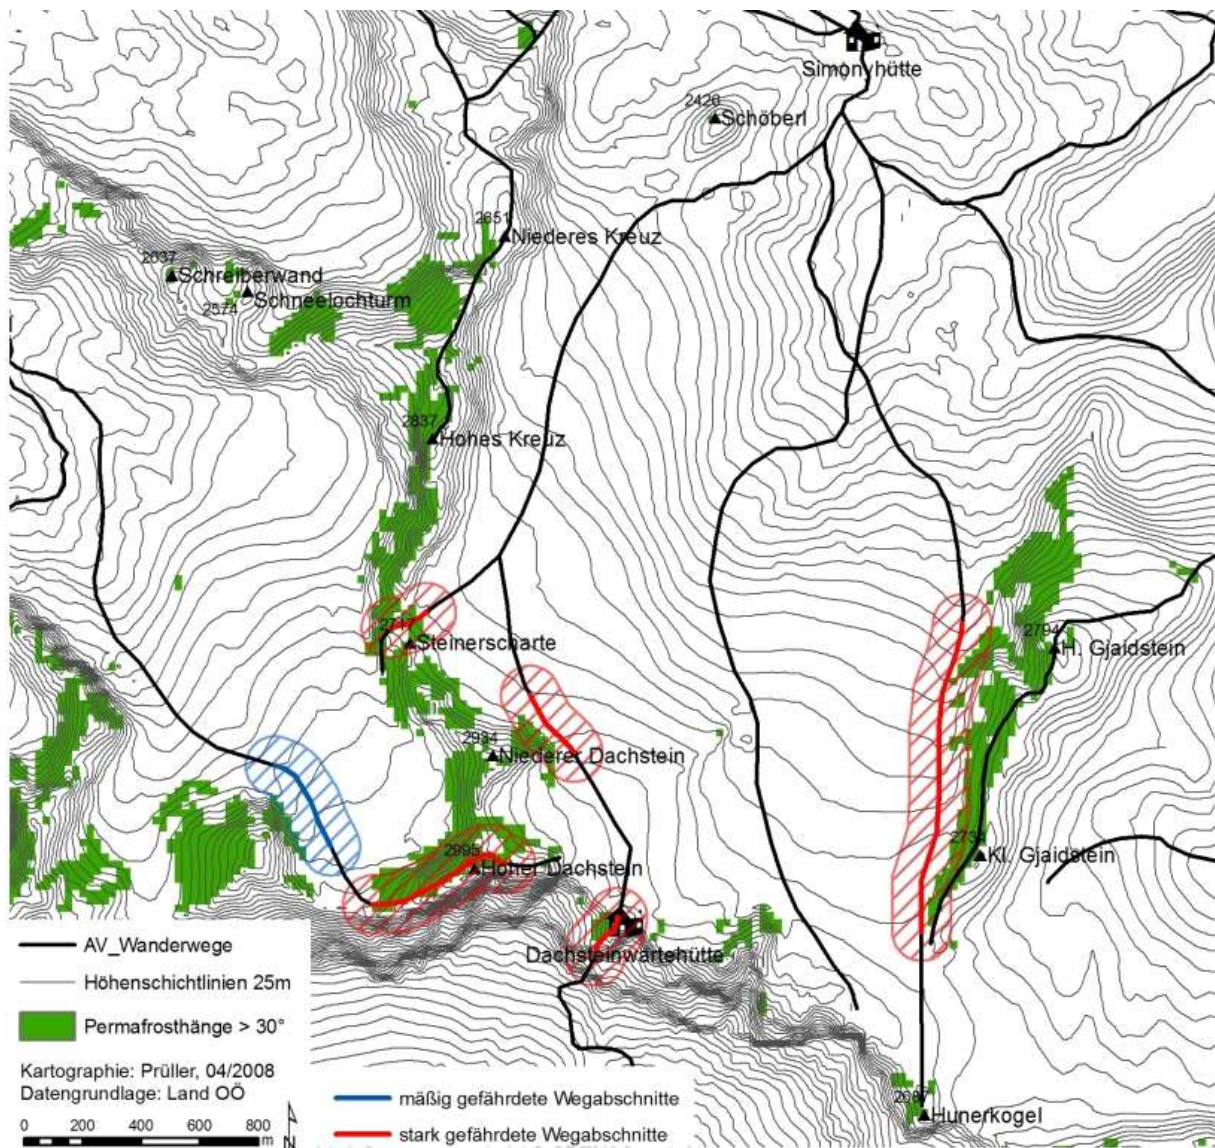 Simonyhütte
2420
Schöberl
2651
Niederes Kreuz
Schreiberwand
Schneelochturm
2574
2837
Hohes Kreuz
Steinerscharte
2794
H. Gjaidstein
2934
Niederer Dachstein
2734
Kl. Gjaidstein
2995
Hoher Dachstein
Dachsteinwartehütte
Hunerkogel
AV_Wanderwege
Höhenschichtlinien 25m
Permafrosthänge > 30°
Kartographie: Prüller, 04/2008
Datengrundlage: Land OÖ
0 200 400 600 800
m
N
mäßig gefährdete Wegabschnitte
stark gefährdete Wegabschnitte